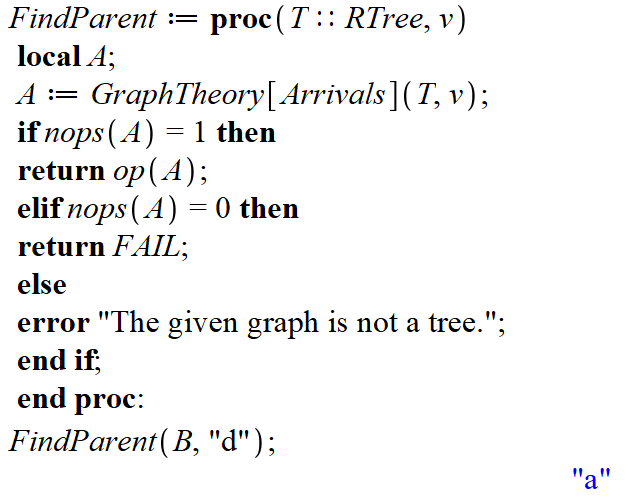 FindParent := proc(T :: RTree, v)
local A;
A := GraphTheory[Arrivals](T, v);
if nops(A) = 1 then
return op(A);
elif nops(A) = 0 then
return FAIL;
else
error "The given graph is not a tree.";
end if;
end proc:
FindParent(B, "d");
"a"